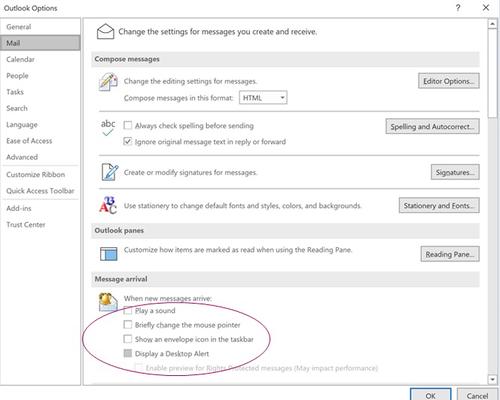 Outlook Options
?
General
Mail
Calendar
People
Tasks
Search
Language
Ease of Access
Advanced
Customize Ribbon
Quick Access Toolbar
Add-ins
Trust Center
Change the settings for messages you create and receive.
Compose messages
Change the editing settings for messages.
Editor Options...
Compose messages in this format: HTML
abc
Always check spelling before sending
Spelling and Autocorrect...
Ignore original message text in reply or forward
Create or modify signatures for messages.
Signatures...
ABC
Use stationery to change default fonts and styles, colors, and backgrounds.
Stationery and Fonts...
Outlook panes
Customize how items are marked as read when using the Reading Pane.
Reading Pane...
Message arrival
When new messages arrive:
Play a sound
Briefly change the mouse pointer
Show an envelope icon in the taskbar
Display a Desktop Alert
Enable preview for Rights Protected messages (May impact performance)
OK
Cancel